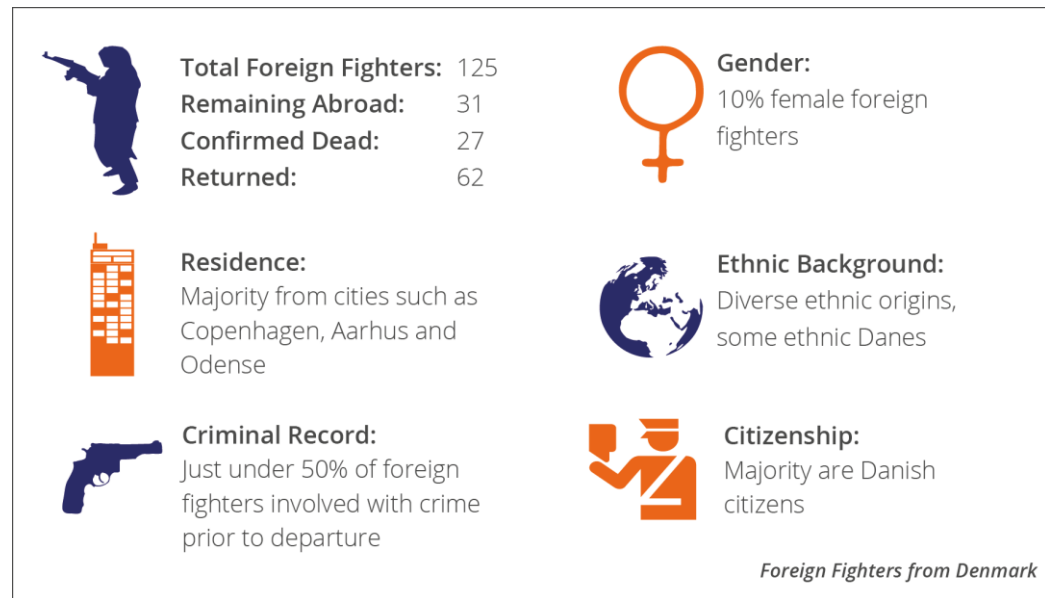 Total Foreign Fighters: 125
Remaining Abroad: 31
Confirmed Dead: 27
Returned: 62
Gender:
10% female foreign
fighters
Residence:
Majority from cities such as
Copenhagen, Aarhus and
Odense
Ethnic Background:
Diverse ethnic origins,
some ethnic Danes
Criminal Record:
Just under 50% of foreign
fighters involved with crime
prior to departure
Citizenship:
Majority are Danish
citizens
Foreign Fighters from Denmark